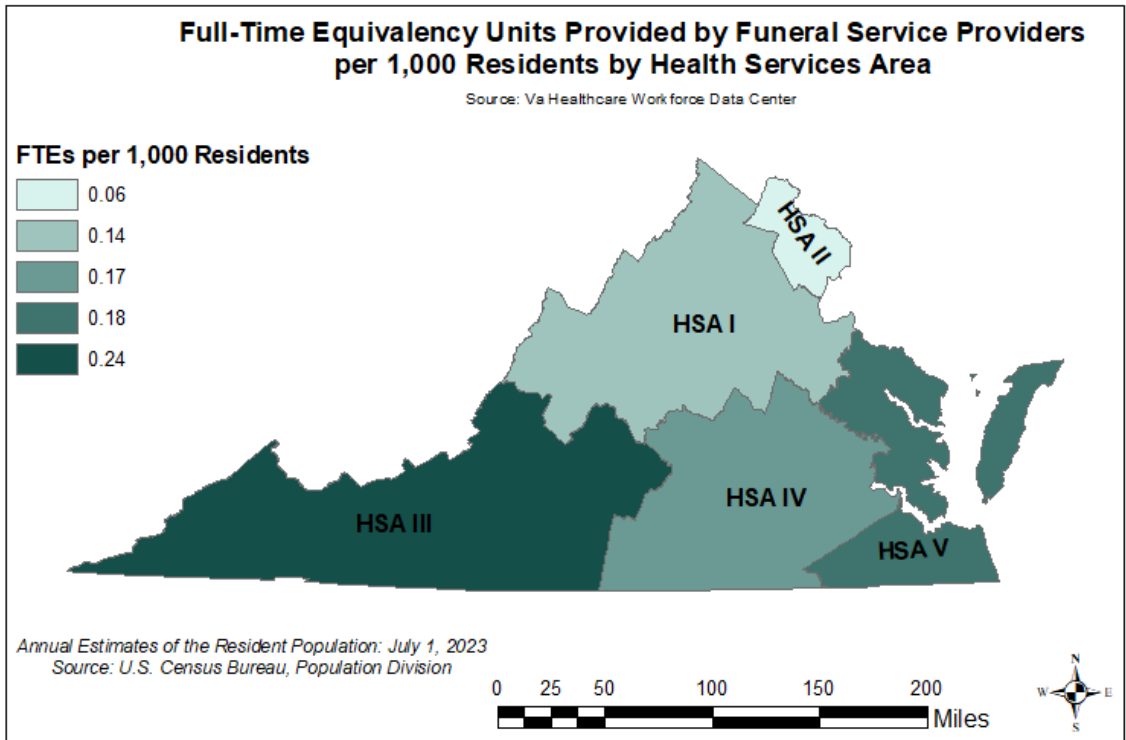 Full-Time Equivalency Units Provided by Funeral Service Providers
per 1,000 Residents by Health Services Area
Source: Va Healthcare Workforce Data Center
FTEs per 1,000 Residents
0.06
0.14
0.17
0.18
0.24
HSA II
HSA I
HSA IV
HSA III
HSA V
Annual Estimates of the Resident Population: July 1, 2023
Source: U.S. Census Bureau, Population Division
0 25 50 100 150 200
Miles
N
W E
S